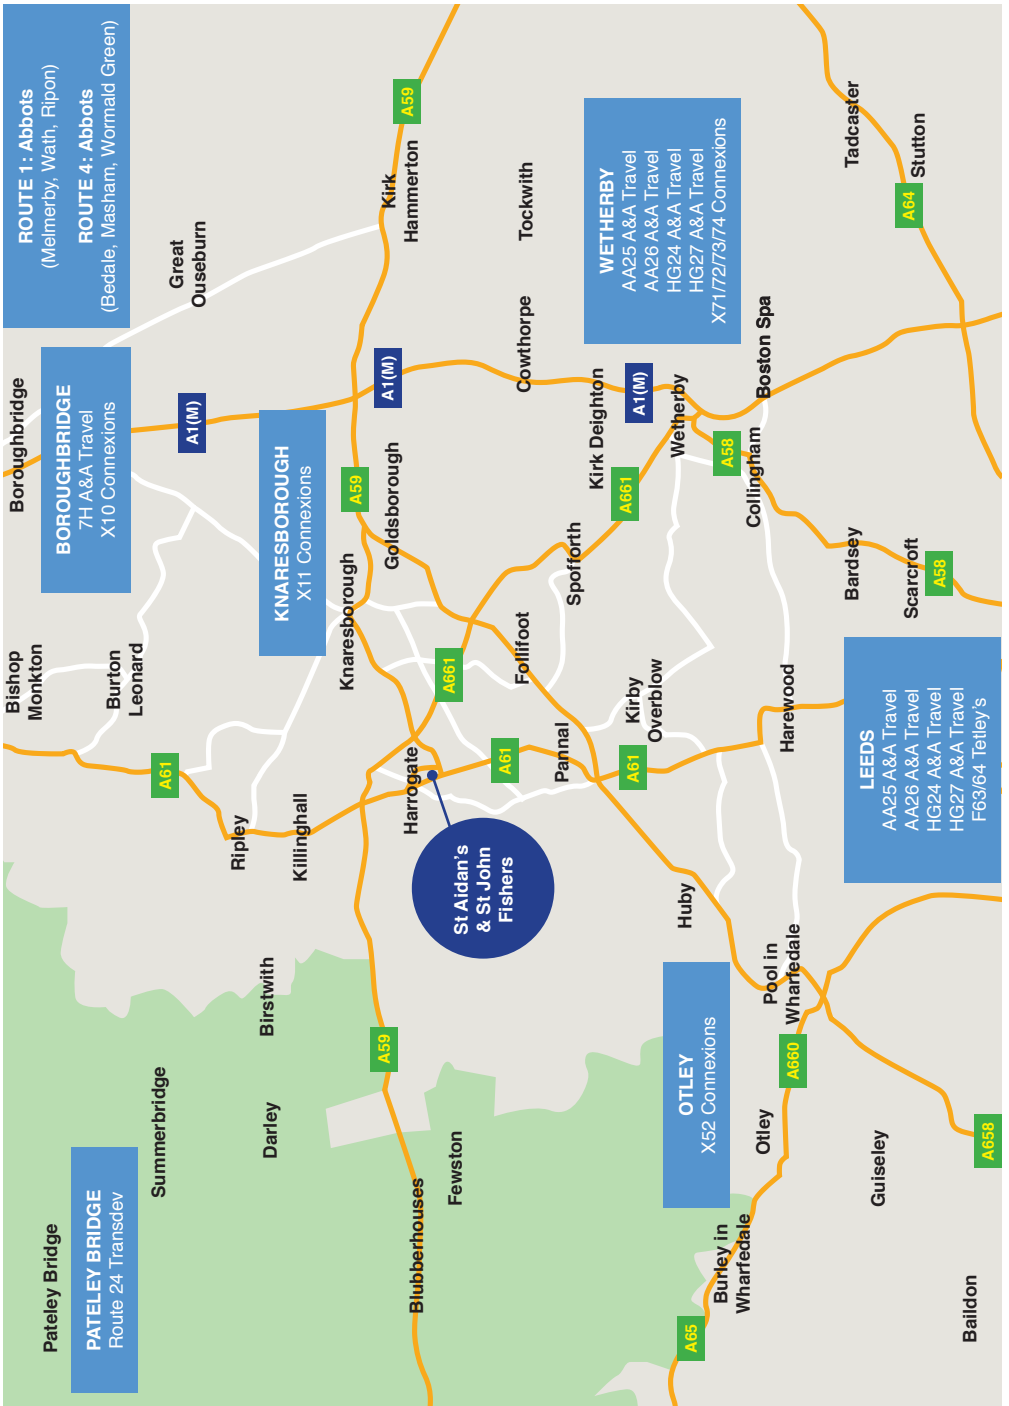 Pateley Bridge
PATELEY BRIDGE
Route 24 Transdev
Summerbridge
Darley
Birstwith
Blubberhouses
Fewston
A59
Bishop
Monkton
Burton
Leonard
A61
Ripley
Killinghall
Boroughbridge
BOROUGHBRIDGE
7H A&A Travel
X10 Connexions
A1(M)
ROUTE 1: Abbots
(Melmerby, Wath, Ripon)
ROUTE 4: Abbots
(Bedale, Masham, Wormald Green)
Great
Ouseburn
KNARESBOROUGH
X11 Connexions
Knaresborough
A59
Goldsborough
A1(M)
Kirk
Hammerton
A59
Harrogate
St Aidan's
& St John
Fishers
A661
A61
Follifoot
Pannal
Spofforth
Cowthorpe
Tockwith
Kirk Deighton
A661
A1(M)
WETHERBY
AA25 A&A Travel
AA26 A&A Travel
HG24 A&A Travel
HG27 A&A Travel
X71/72/73/74 Connexions
Kirby
Overblow
A61
Huby
Wetherby
A58
Collingham
Boston Spa
Tadcaster
Stutton
A64
A65
Burley in
Wharfedale
OTLEY
X52 Connexions
Otley
A660
Pool in
Wharfedale
Harewood
Bardsey
Scarcroft
A58
LEEDS
AA25 A&A Travel
AA26 A&A Travel
HG24 A&A Travel
HG27 A&A Travel
F63/64 Tetley's
Guiseley
A658
Baildon